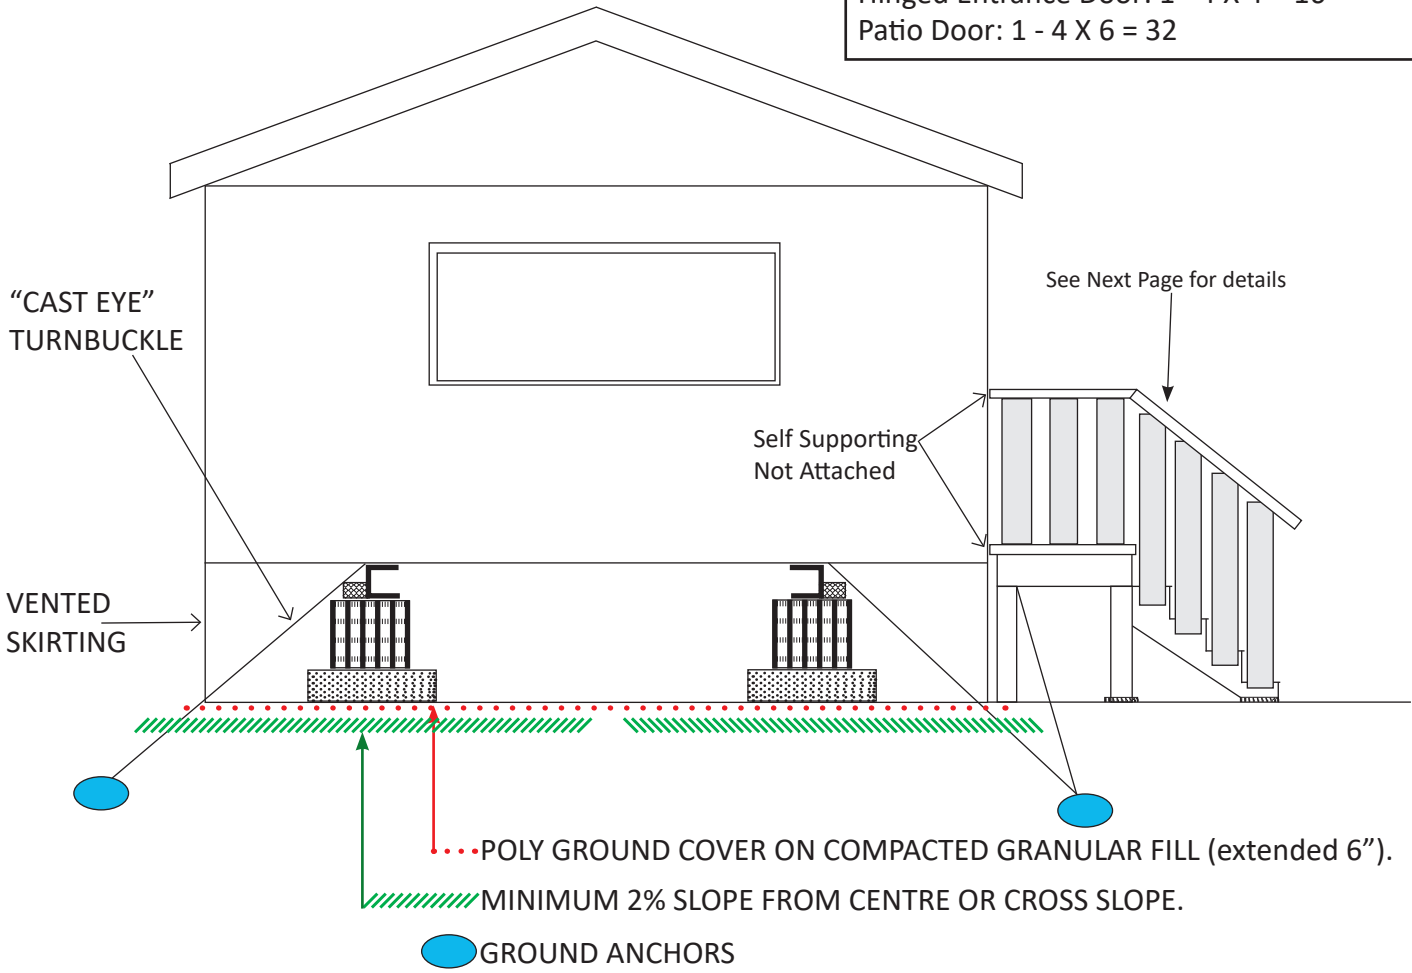 Patio Door: 1 - 4 X 6 = 32
See Next Page for details
“CAST EYE”
TURNBUCKLE
Self Supporting
Not Attached
VENTED
SKIRTING
POLY GROUND COVER ON COMPACTED GRANULAR FILL (extended 6”).
MINIMUM 2% SLOPE FROM CENTRE OR CROSS SLOPE.
GROUND ANCHORS